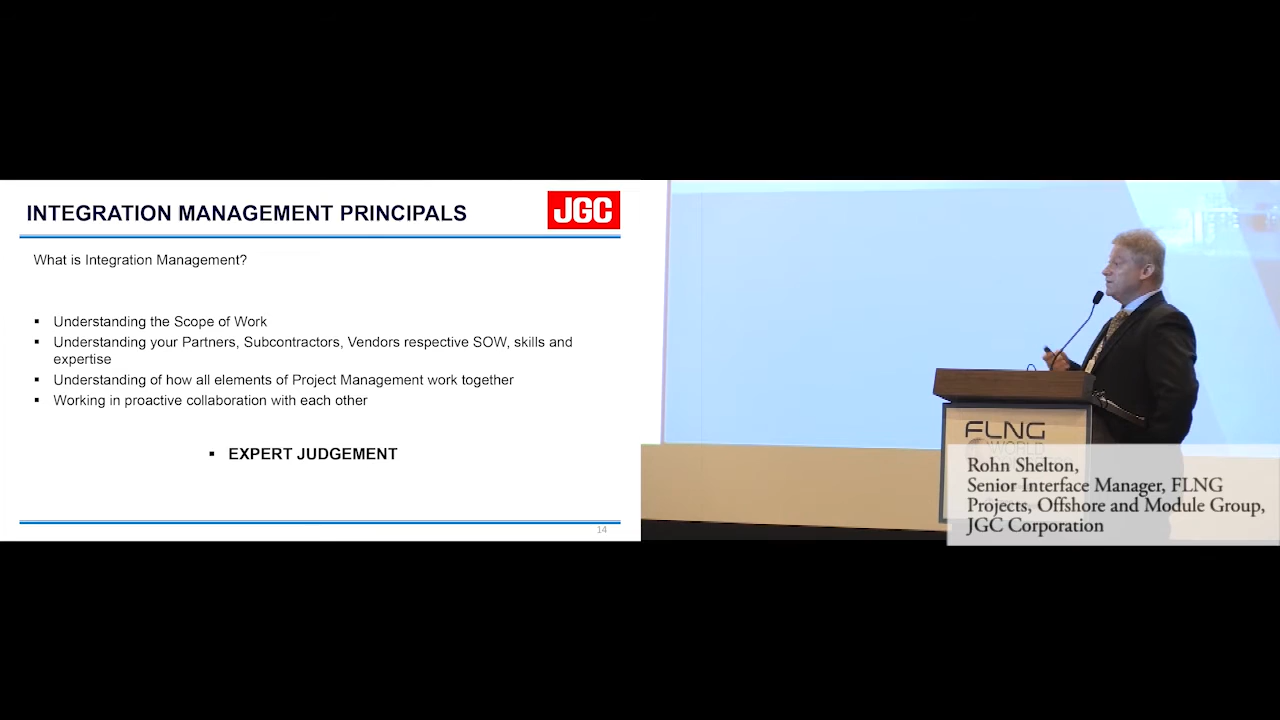 INTEGRATION MANAGEMENT PRINCIPALS
JGC
What is Integration Management?
▪ Understanding the Scope of Work
▪ Understanding your Partners, Subcontractors, Vendors respective SOW, skills and
expertise
▪ Understanding of how all elements of Project Management work together
▪ Working in proactive collaboration with each other
▪ EXPERT JUDGEMENT
14
FLNG
WORLD
Rohn Shelton,
Senior Interface Manager, FLNG
Projects, Offshore and Module Group,
JGC Corporation